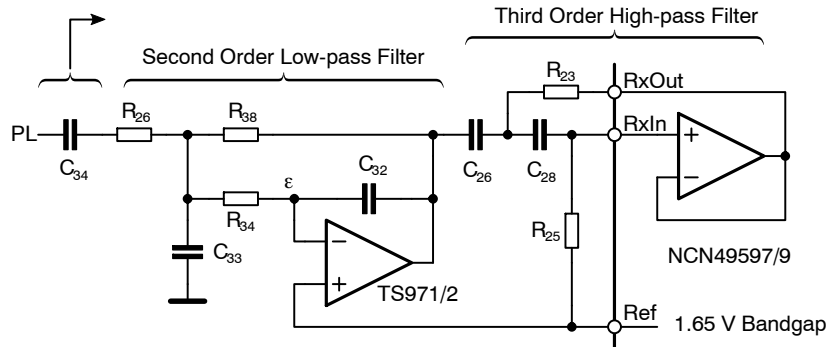 Third Order High-pass Filter
Second Order Low-pass Filter
R23
RxOut
PL
R26
R38
RxIn
C34
C26
C28
ε
C32
R34
R25
C33
TS971/2
NCN49597/9
Ref
1.65 V Bandgap